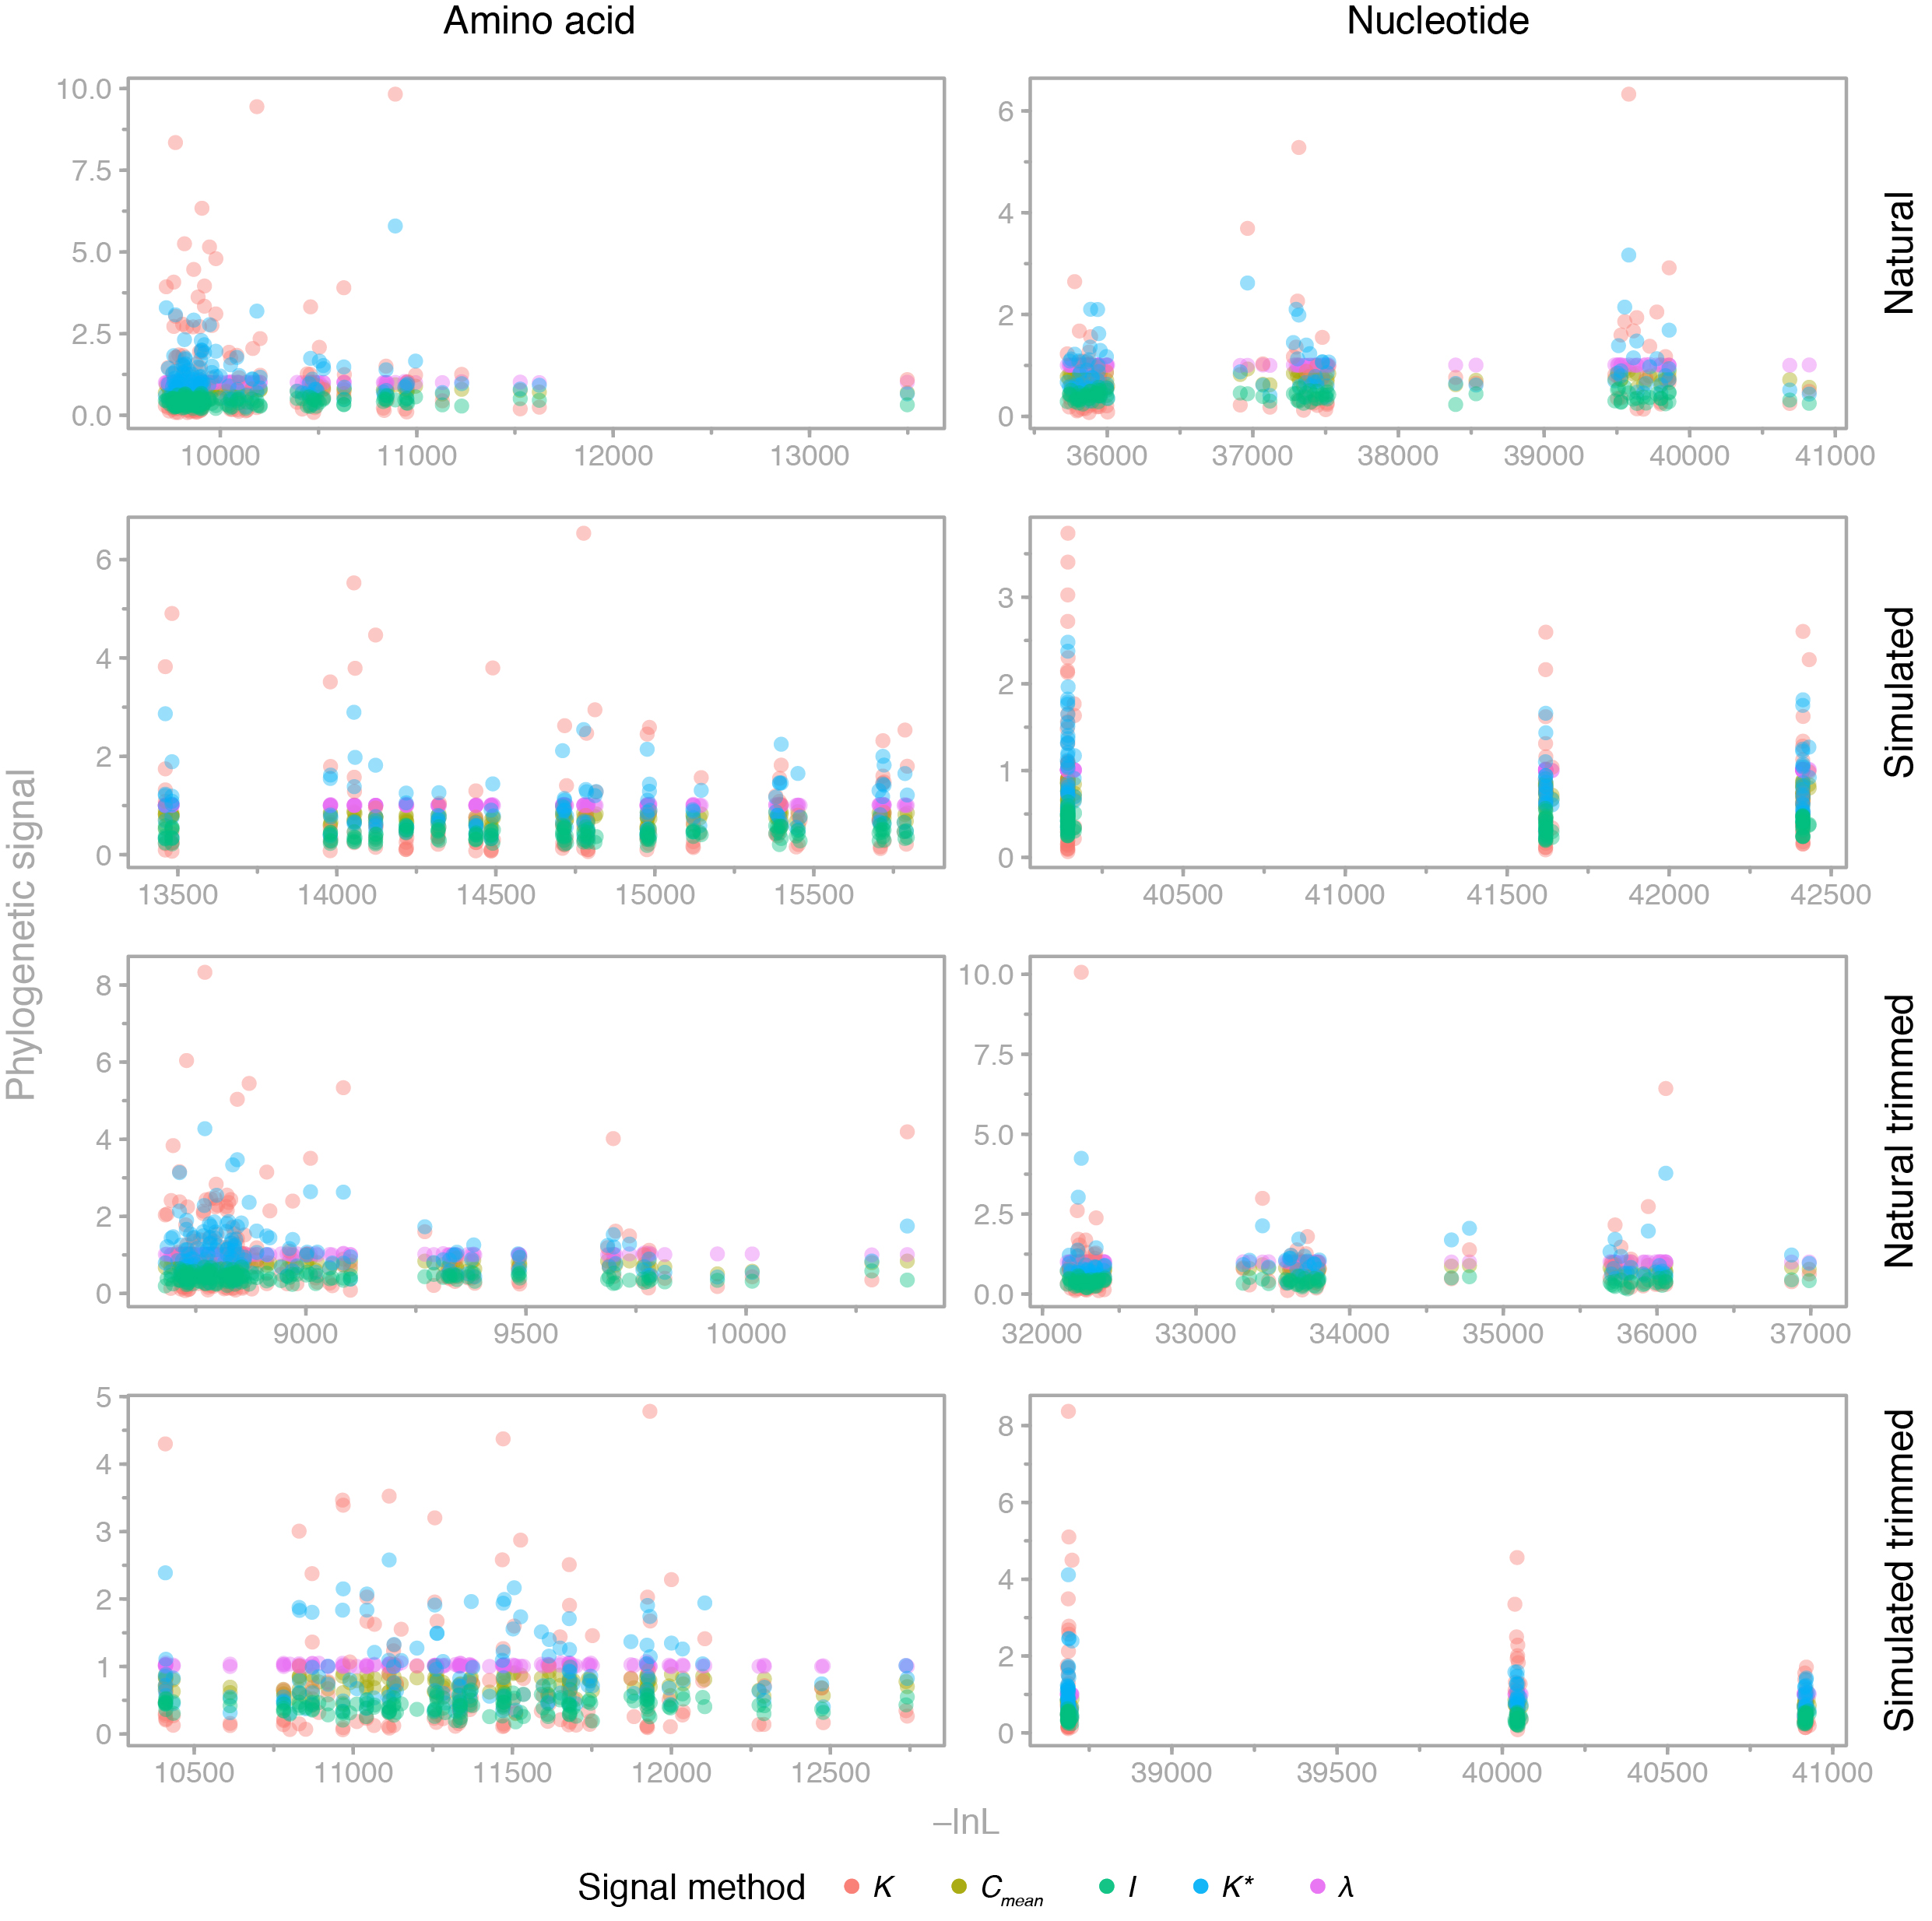 Amino acid Nucleotide
10.0
7.5
5.0
2.5
0.0
10000 11000 12000 13000
6
4
2
0
36000 37000 38000 39000 40000 41000
Natural
6
4
2
0
13500 14000 14500 15000 15500
3
2
1
0
40500 41000 41500 42000 42500
Simulated
Phylogenetic signal
8
6
4
2
0
9000 9500 10000
10.0
7.5
5.0
2.5
0.0
32000 33000 34000 35000 36000 37000
Natural trimmed
5
4
3
2
1
0
10500 11000 11500 12000 12500
8
6
4
2
0
39000 39500 40000 40500 41000
Simulated trimmed
–lnL
Signal method K Cmean I K* λ